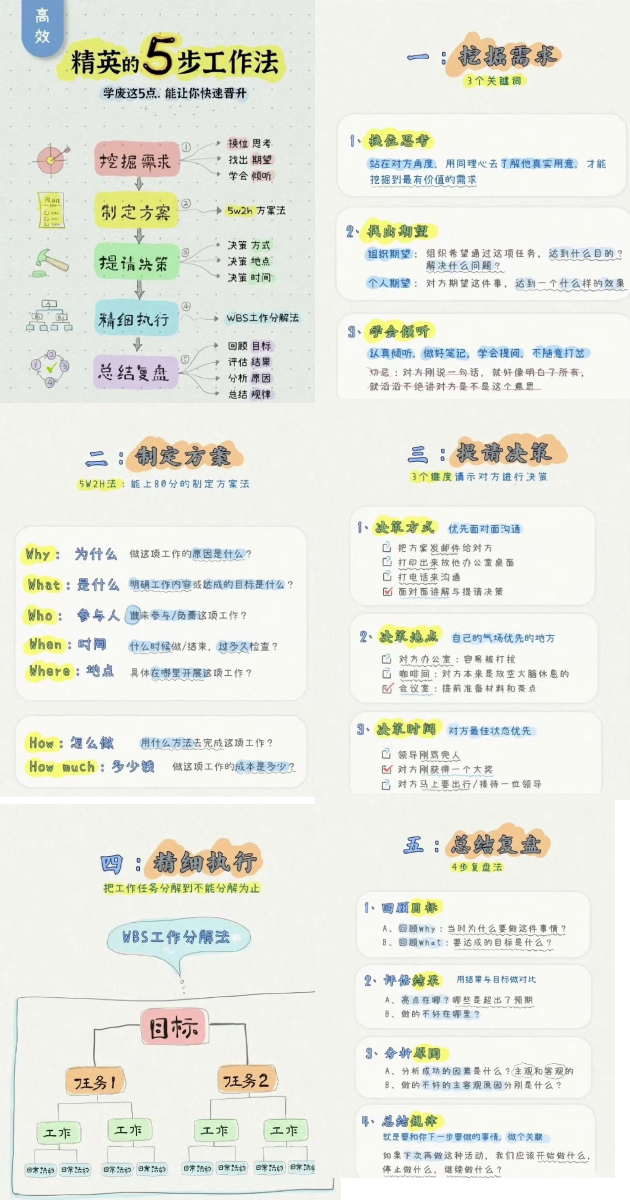 高效
精英的5步工作法
学废这5点,能让你快速晋升
挖掘需求
①
换位思考
找出期望
学会倾听
PLAN
制定方案
②
5w2h方案法
提请决策
③
决策方式
决策地点
决策时间
精细执行
④
WBS工作分解法
总结复盘
⑤
回顾目标
评估结果
分析原因
总结规律
一:挖掘需求
3个关键词
1、换位思考
站在对方角度,用同理心去了解他真实用意,才能
挖掘到最有价值的需求
2、找出期望
组织期望:组织希望通过这项任务,达到什么目的?
解决什么问题?
个人期望:对方期望这件事,达到一个什么样的效果
3、学会倾听
认真倾听,做好笔记,学会提问,不随意打岔
切忌:对方刚说一句话,就好像明白了所有,
就滔滔不绝讲对方是不是这个意思...
二:制定方案
5W2H法:能上80分的制定方案法
Why:为什么 做这项工作的原因是什么?
What:是什么 明确工作内容或达成的目标是什么?
Who:参与人 谁来参与/负责这项工作?
When:时间 什么时候做/结束,过多久检查?
Where:地点 具体在哪里开展这项工作?
How:怎么做 用什么方法去完成这项工作?
How much:多少钱 做这项工作的成本是多少?
三:提请决策
3个维度请示对方进行决策
1、决策方式 优先面对面沟通
把方案发邮件给对方
打印出来放他办公室桌面
打电话来沟通
面对面讲解与提请决策
2、决策地点 自己的气场优先的地方
对方办公室:容易被打扰
咖啡间:对方本来是放空大脑休息的
会议室:提前准备材料和茶点
3、决策时间 对方最佳状态优先
领导刚骂完人
对方刚获得一个大奖
对方马上要出行/接待一位领导
四:精细执行
把工作任务分解到不能分解为止
WBS工作分解法
目标
任务1
任务2
工作
工作
工作
工作
日常活动
日常活动
日常活动
日常活动
日常活动
日常活动
日常活动
日常活
五:总结复盘
4步复盘法
1、回顾目标
A、回顾Why:当时为什么要做这件事情?
B、回顾What:要达成的目标是什么?
2、评估结果 用结果与目标做对比
A、亮点在哪?哪些是超出了预期
B、做的不好在哪里?
3、分析原因
A、分析成功的因素是什么?主观和客观的
B、做的不好的主客观原因分别是什么?
4、总结规律
就是要和你下一步要做的事情,做个关联
如果下次再做这种活动,我们应该开始做什么,
停止做什么,继续做什么?